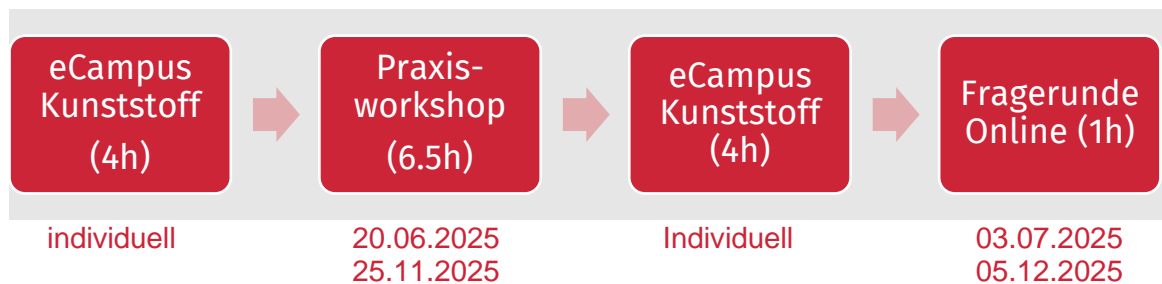 eCampus
Kunststoff
(4h)
Praxis-
workshop
(6.5h)
eCampus
Kunststoff
(4h)
Fragerunde
Online (1h)
individuell
20.06.2025
25.11.2025
Individuell
03.07.2025
05.12.2025